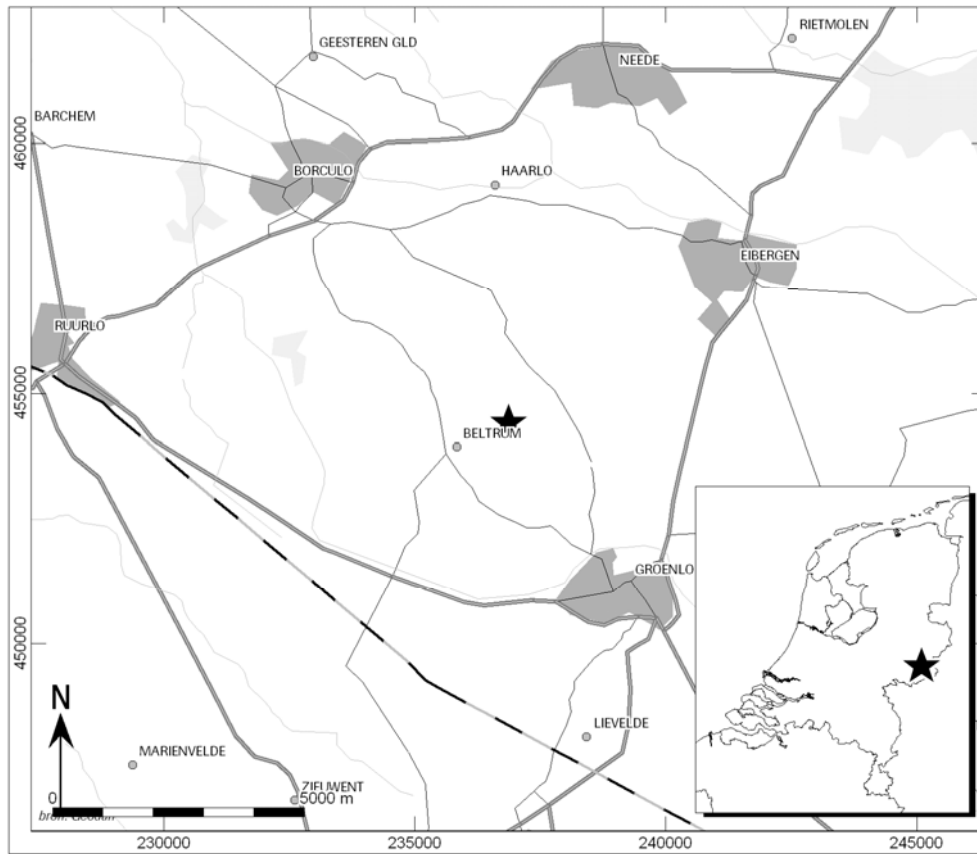 RIETMOLEN
GEESTEREN GLD
NEEDE
BARCHEM
460000
BORCULO
HAARLO
EIBERGEN
RUURLO
455000
BELTRUM
GROENLO
450000
N
LIEVELDE
MARIENVELDE
ZIEUWENT
0
5000 m
230000
235000
240000
245000